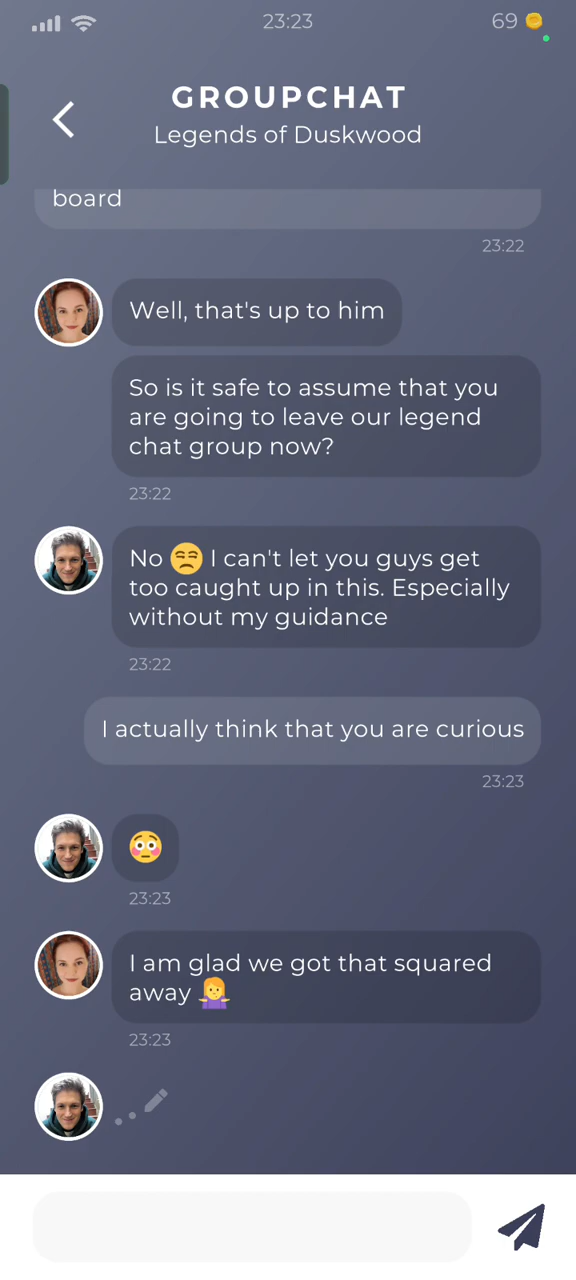 23:23
69
GROUPCHAT
Legends of Duskwood
board
23:22
Well, that's up to him
So is it safe to assume that you
are going to leave our legend
chat group now?
23:22
No 😒 I can't let you guys get
too caught up in this. Especially
without my guidance
23:22
I actually think that you are curious
23:23
😳
23:23
I am glad we got that squared
away 🤷‍♀️
23:23